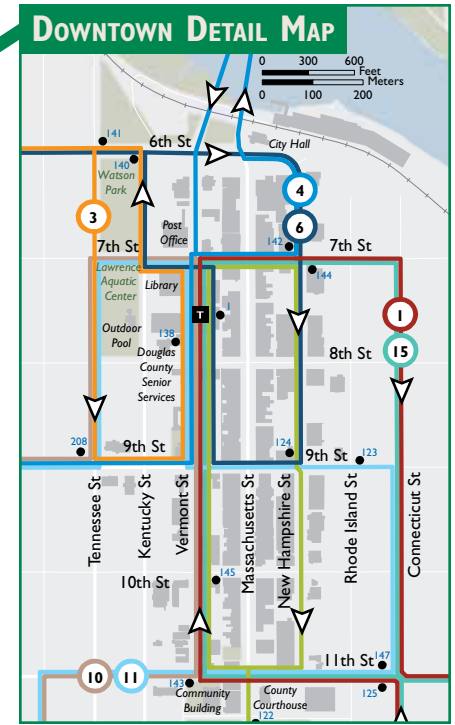 DOWNTOWN DETAIL MAP
0 300 600
Feet
Meters
0 100 200
141
6th St
City Hall
140
Watson
Park
4
3
6
Post
Office
142
7th St
7th St
Lawrence
Aquatic
Center
Library
144
T
1
1
Outdoor
Pool
138
15
Douglas
County
Senior
Services
8th St
208
9th St
124
9th St
123
Tennessee St
Kentucky St
Vermont St
Massachusetts St
New Hampshire St
Rhode Island St
Connecticut St
10th St
145
11th St
147
10
11
143
Community
Building
County
Courthouse
125
122